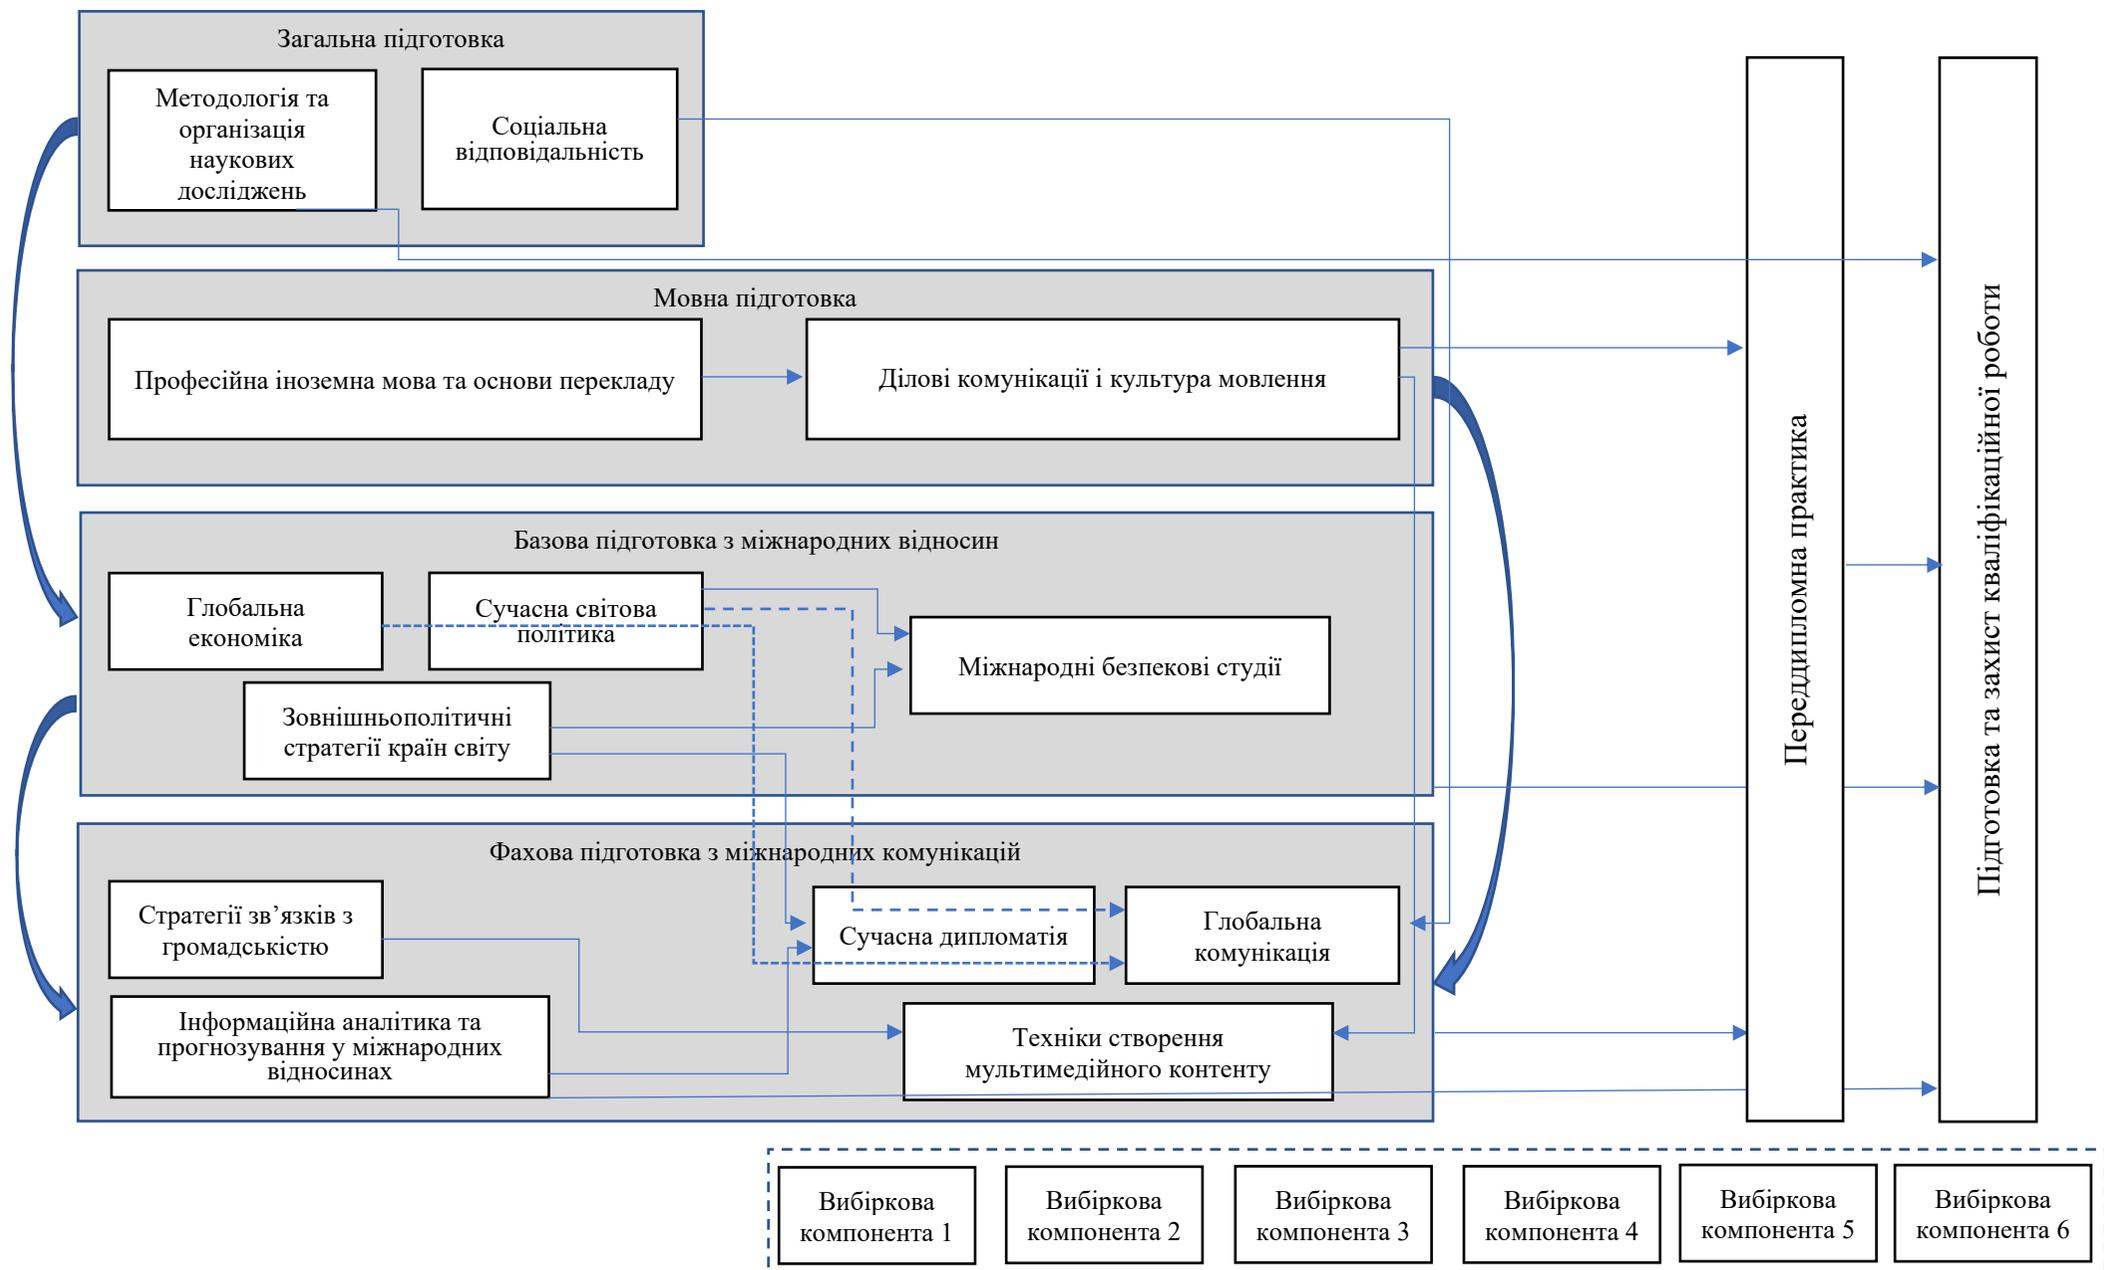 Загальна підготовка
Методологія та
організація
наукових
досліджень
Соціальна
відповідальність
Мовна підготовка
Професійна іноземна мова та основи перекладу
Ділові комунікації і культура мовлення
Базова підготовка з міжнародних відносин
Глобальна
економіка
Сучасна світова
політика
Міжнародні безпекові студії
Зовнішньополітичні
стратегії країн світу
Фахова підготовка з міжнародних комунікацій
Стратегії зв’язків з
громадськістю
Сучасна дипломатія
Глобальна
комунікація
Інформаційна аналітика та
прогнозування у міжнародних
відносинах
Техніки створення
мультимедійного контенту
Переддипломна практика
Підготовка та захист кваліфікаційної роботи
Вибіркова
компонента 1
Вибіркова
компонента 2
Вибіркова
компонента 3
Вибіркова
компонента 4
Вибіркова
компонента 5
Вибіркова
компонента 6